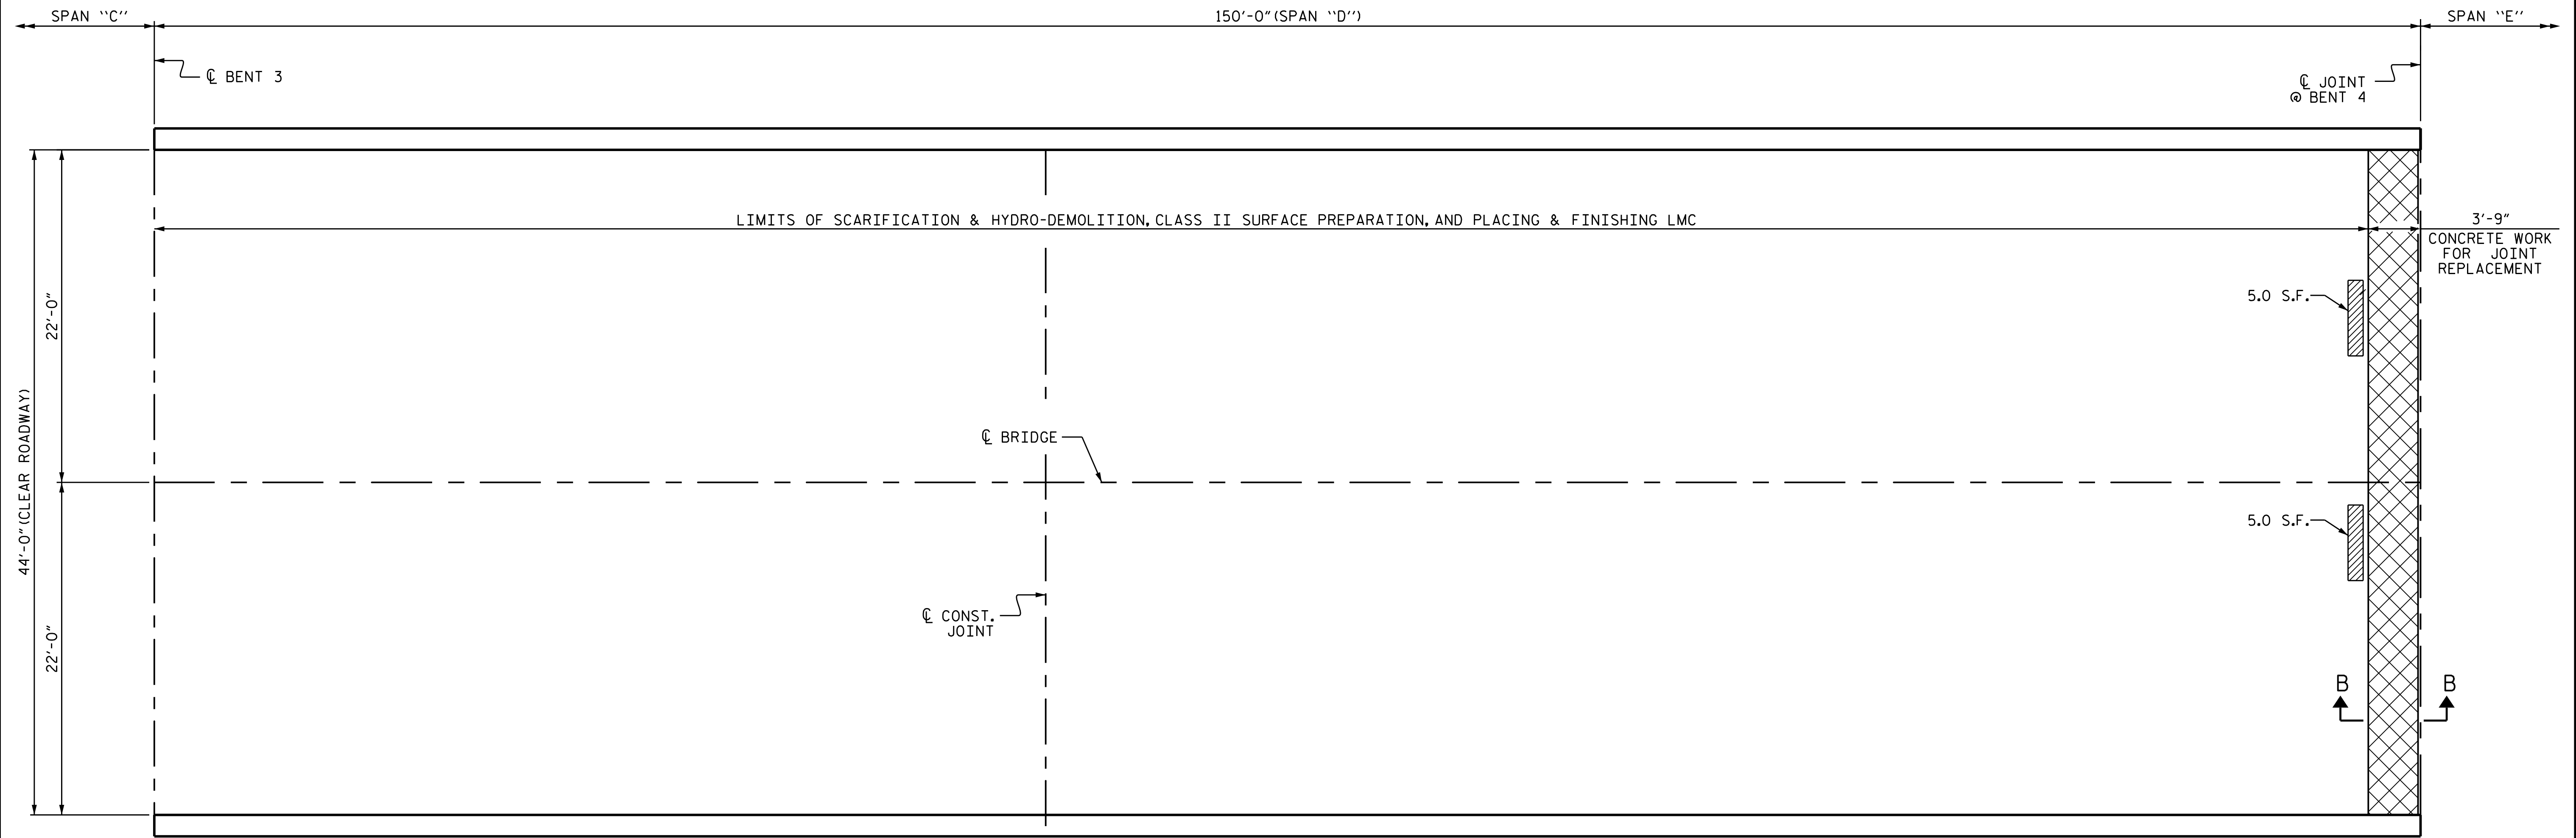 SPAN ``C''
150'-0" (SPAN ``D'')
SPAN ``E''
℄ BENT 3
℄ JOINT
@ BENT 4
LIMITS OF SCARIFICATION & HYDRO-DEMOLITION, CLASS II SURFACE PREPARATION, AND PLACING & FINISHING LMC
3'-9"
CONCRETE WORK
FOR JOINT
REPLACEMENT
22'-0"
5.0 S.F.
44'-0" (CLEAR ROADWAY)
℄ BRIDGE
5.0 S.F.
℄ CONST.
JOINT
22'-0"
B
B